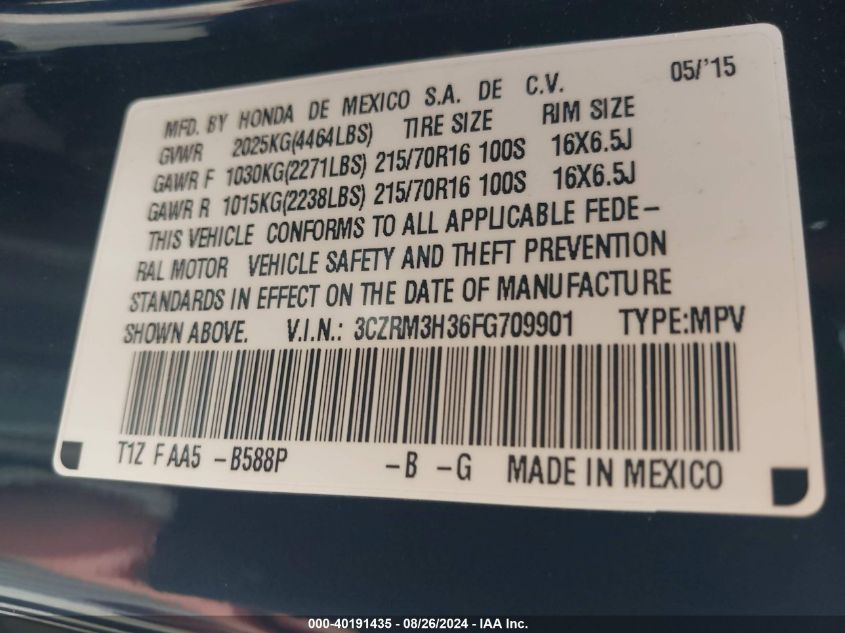 05/'15
MFD. BY HONDA DE MEXICO S.A. DE C.V.
GVWR 2025KG(4464LBS) TIRE SIZE RIM SIZE
GAWR F 1030KG(2271LBS) 215/70R16 100S 16X6.5J
GAWR R 1015KG(2238LBS) 215/70R16 100S 16X6.5J
THIS VEHICLE CONFORMS TO ALL APPLICABLE FEDE-
RAL MOTOR VEHICLE SAFETY AND THEFT PREVENTION
STANDARDS IN EFFECT ON THE DATE OF MANUFACTURE
SHOWN ABOVE. V.I.N.: 3CZRM3H36FG709901 TYPE:MPV
T1Z FAA5 -B588P -B -G MADE IN MEXICO
000-40191435 - 08/26/2024 - IAA Inc.